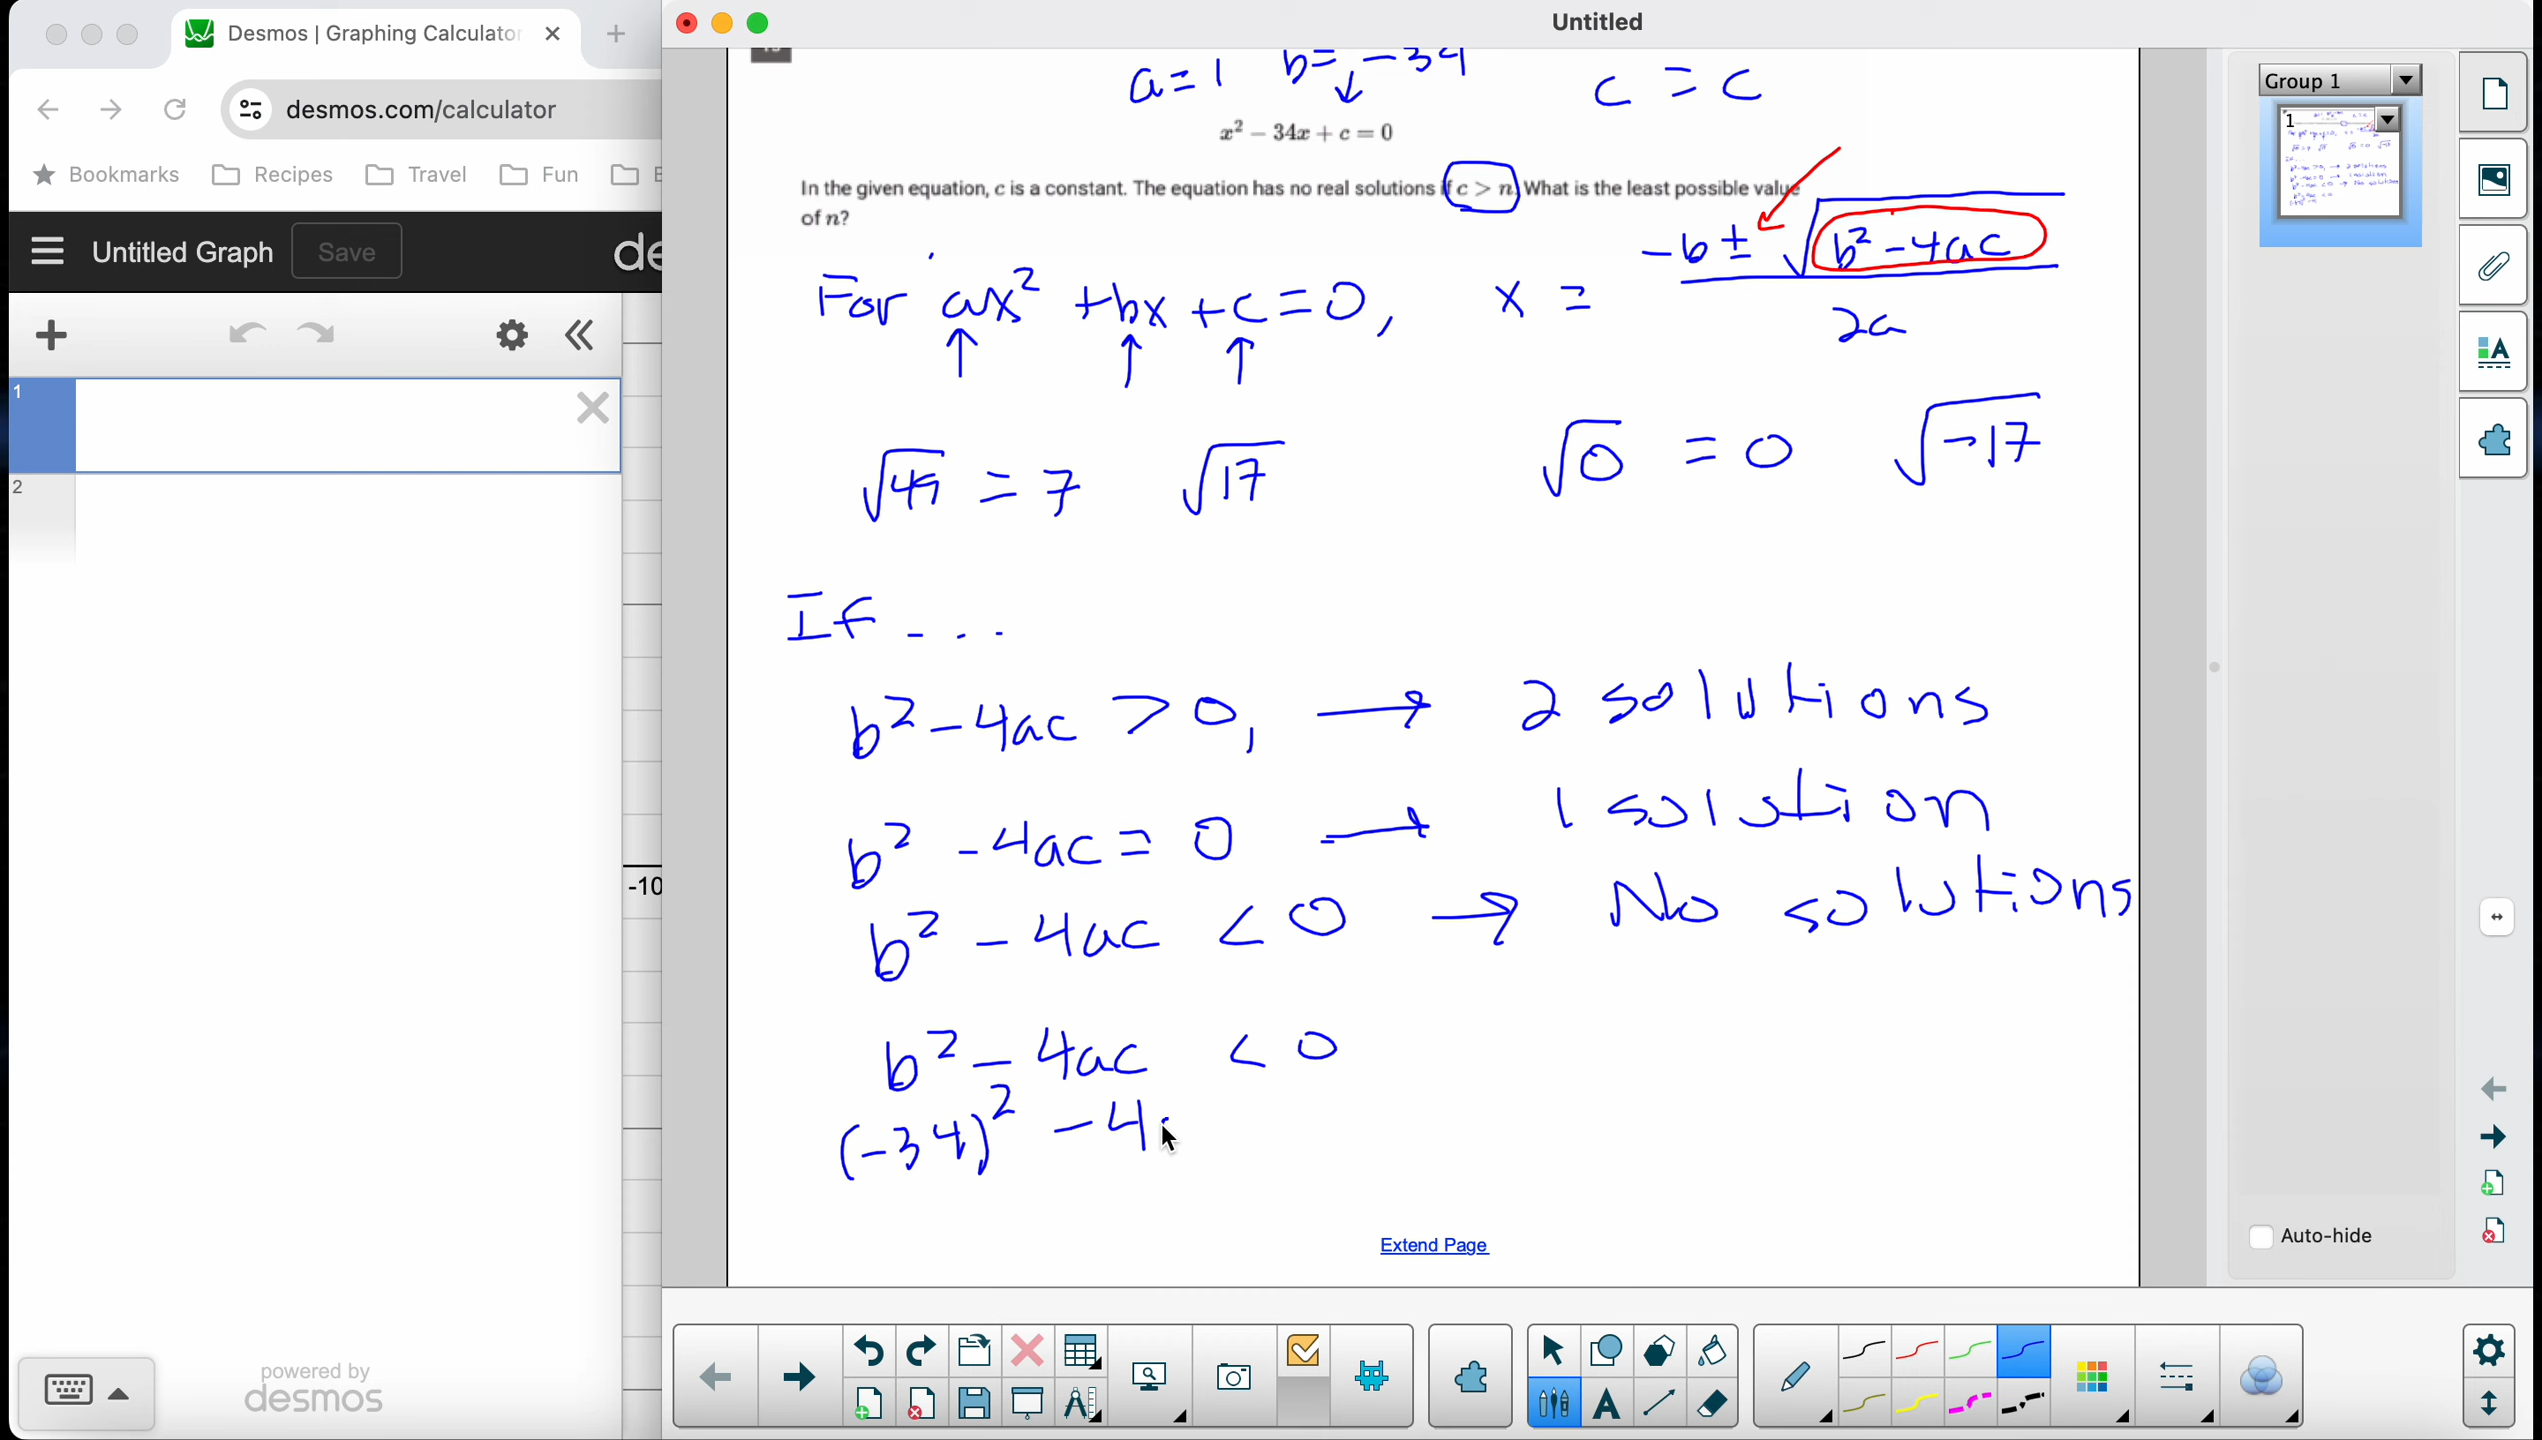 Desmos | Graphing Calculator
desmos.com/calculator
Bookmarks Recipes Travel Fun
Untitled Graph Save
1
2
-10
powered by
desmos
Untitled
a=1 b=-34 c=c
x² − 34x + c = 0
In the given equation, c is a constant. The equation has no real solutions if c > n. What is the least possible value
of n?
For ax² +bx +c=0, x = -b ± √b² -4ac
2a
√49 = 7 √17 √0 = 0 √-17
If ...
b² -4ac > 0, → 2 solutions
b² -4ac = 0 → 1 solution
b² - 4ac < 0 → No solutions
b² - 4ac < 0
(-34)² -4·
Extend Page
Group 1
1
Auto-hide